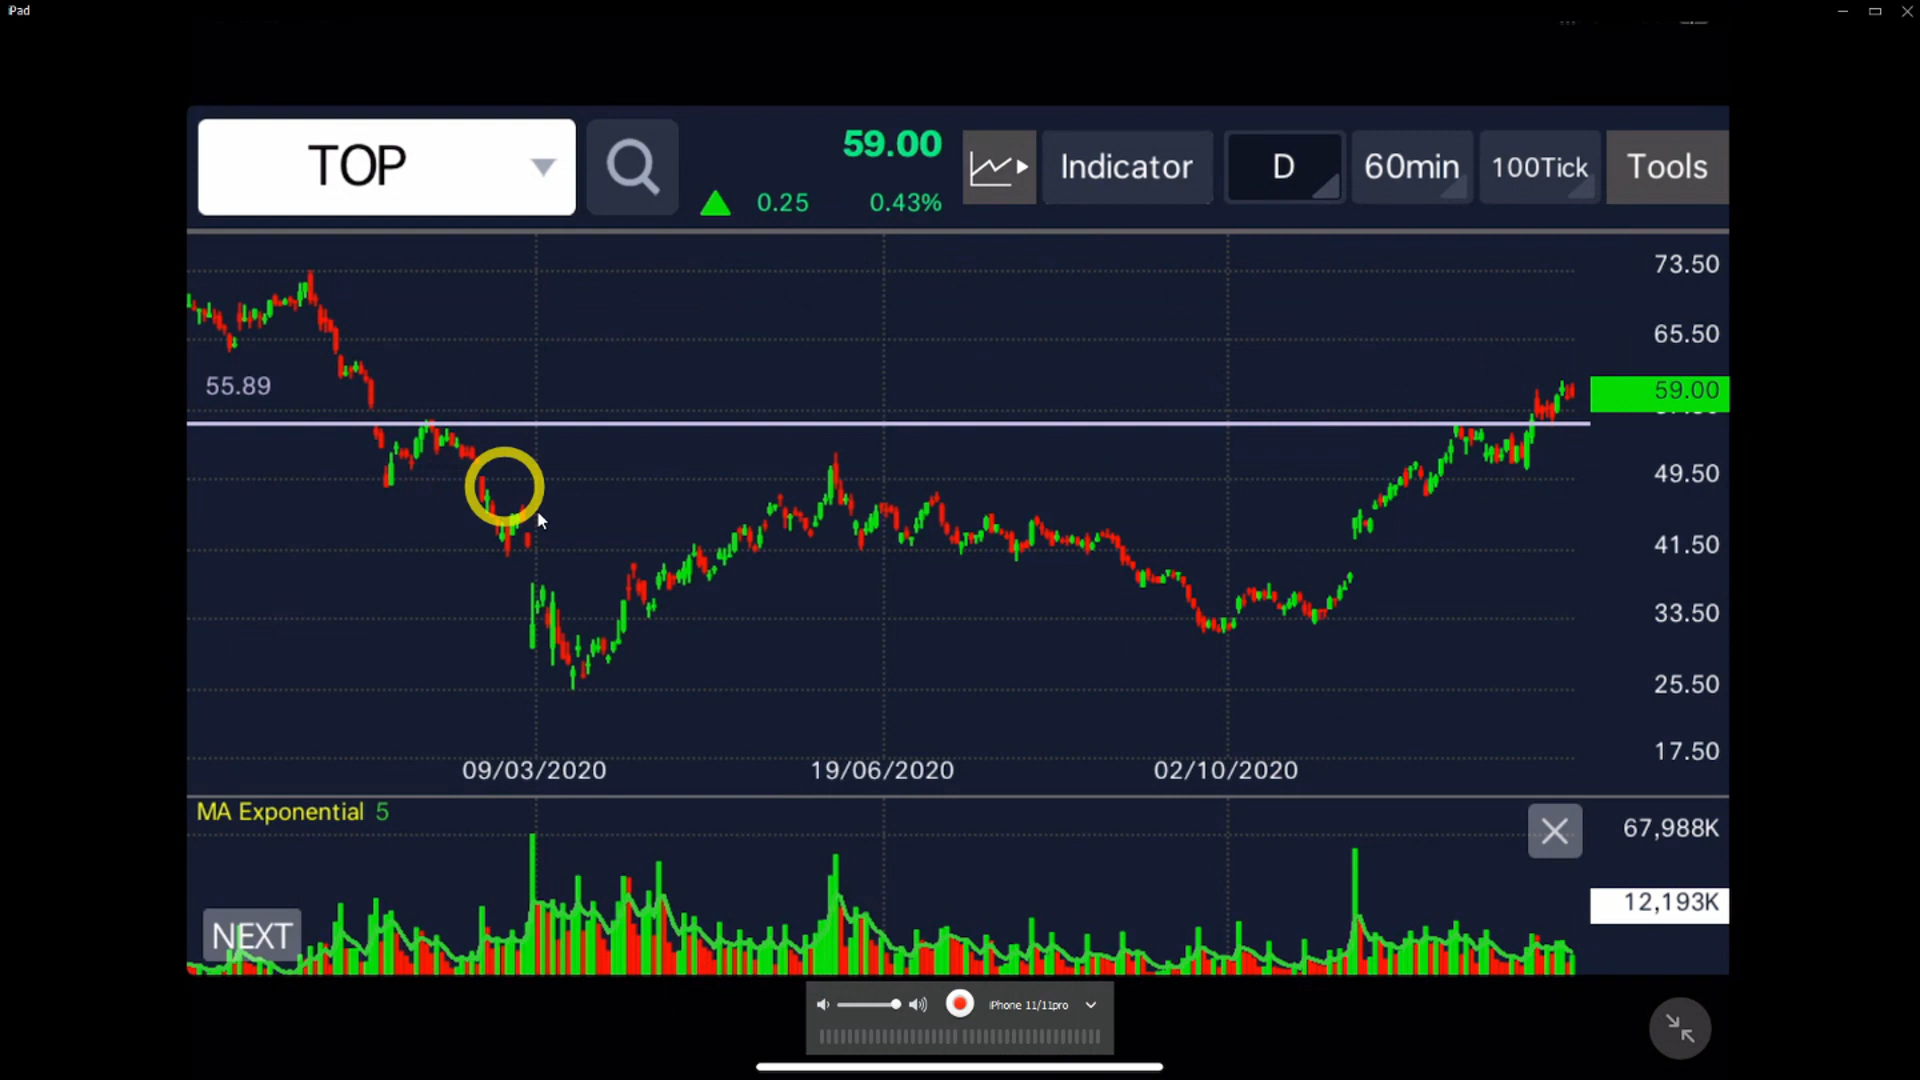 iPad
TOP
59.00
0.25 0.43%
Indicator
D
60min
100Tick
Tools
73.50
65.50
55.89
59.00
49.50
41.50
33.50
25.50
17.50
09/03/2020 19/06/2020 02/10/2020
MA Exponential 5
67,988K
12,193K
NEXT
iPhone 11/11pro